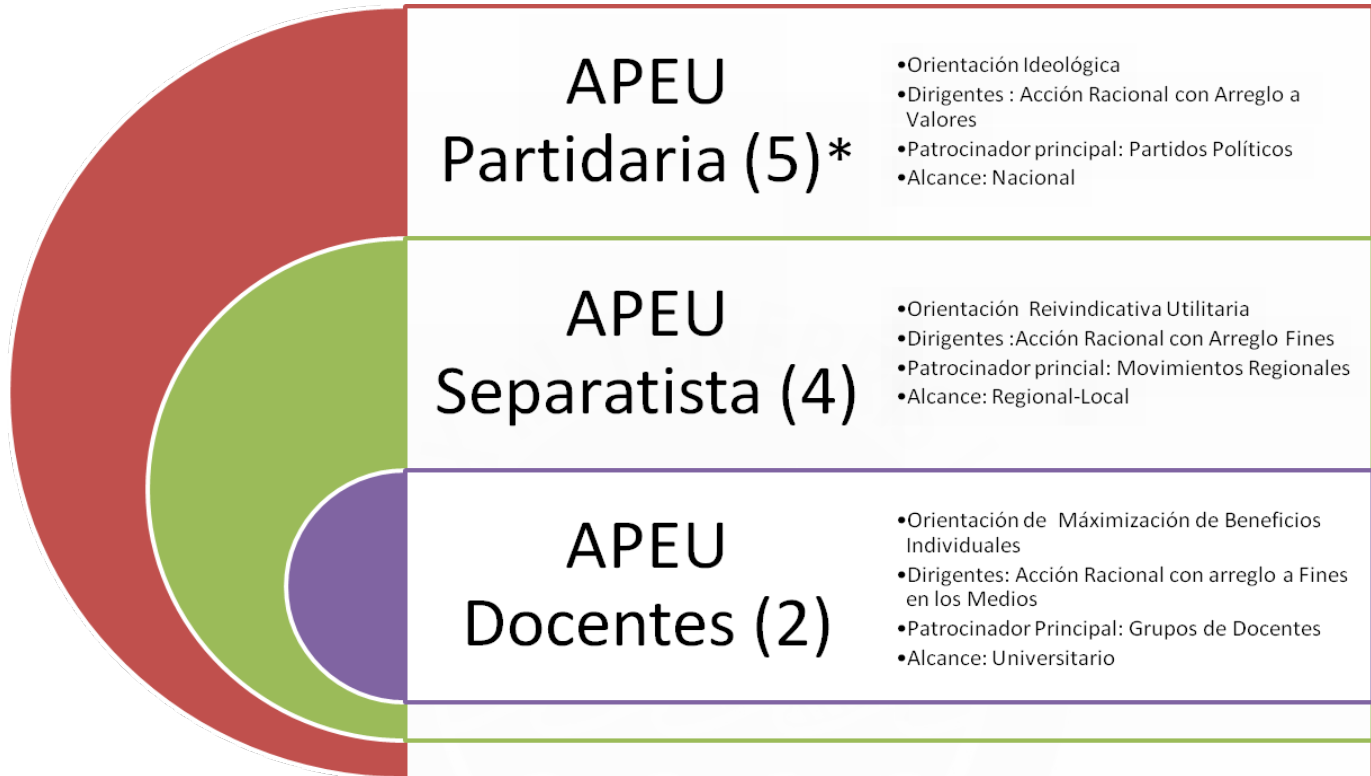 APEU
Partidaria (5)*
•Orientación Ideológica
•Dirigentes : Acción Racional con Arreglo a
Valores
•Patrocinador principal: Partidos Políticos
•Alcance: Nacional
APEU
Separatista (4)
•Orientación Reivindicativa Utilitaria
•Dirigentes :Acción Racional con Arreglo Fines
•Patrocinador princial: Movimientos Regionales
•Alcance: Regional-Local
APEU
Docentes (2)
•Orientación de Máximización de Beneficios
Individuales
•Dirigentes: Acción Racional con arreglo a Fines
en los Medios
•Patrocinador Principal: Grupos de Docentes
•Alcance: Universitario